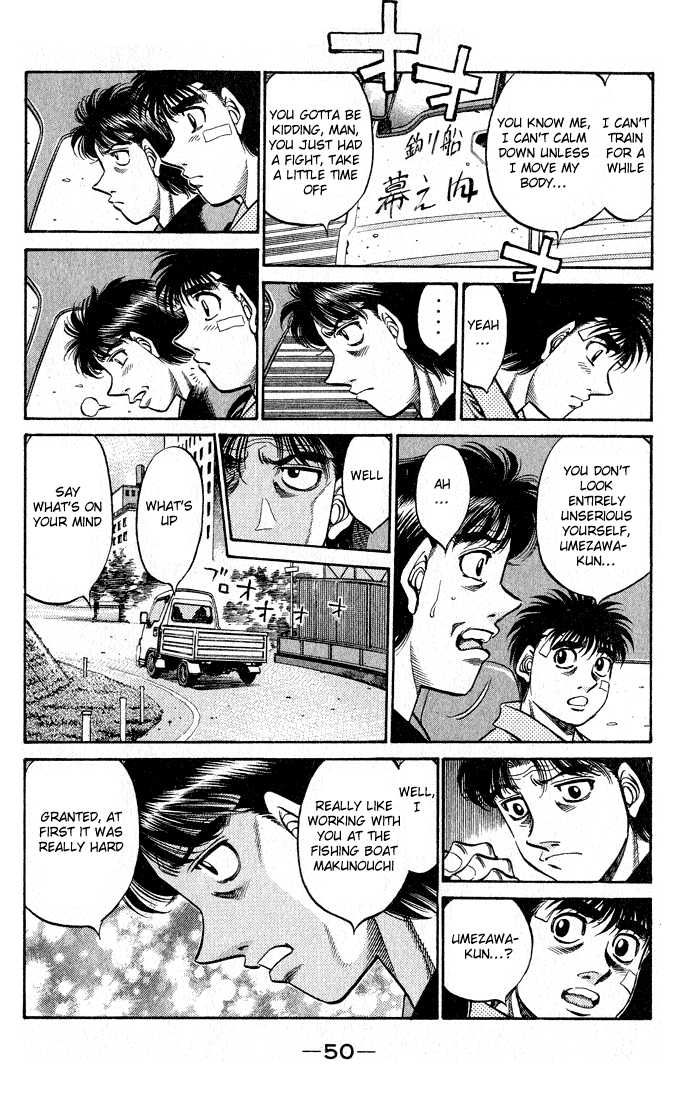 I CAN'T
TRAIN
FOR A
WHILE
YOU KNOW ME,
I CAN'T CALM
DOWN UNLESS
I MOVE MY
BODY...
釣り船
幕之内
YOU GOTTA BE
KIDDING, MAN,
YOU JUST HAD
A FIGHT, TAKE
A LITTLE TIME
OFF
YEAH
...
....
YOU DON'T
LOOK
ENTIRELY
UNSERIOUS
YOURSELF,
UMEZAWA-
KUN...
AH
...
WELL
WHAT'S
UP
SAY
WHAT'S ON
YOUR MIND
UMEZAWA-
KUN...?
WELL,
I
REALLY LIKE
WORKING WITH
YOU AT THE
FISHING BOAT
MAKUNOUCHI
GRANTED, AT
FIRST IT WAS
REALLY HARD
—50—